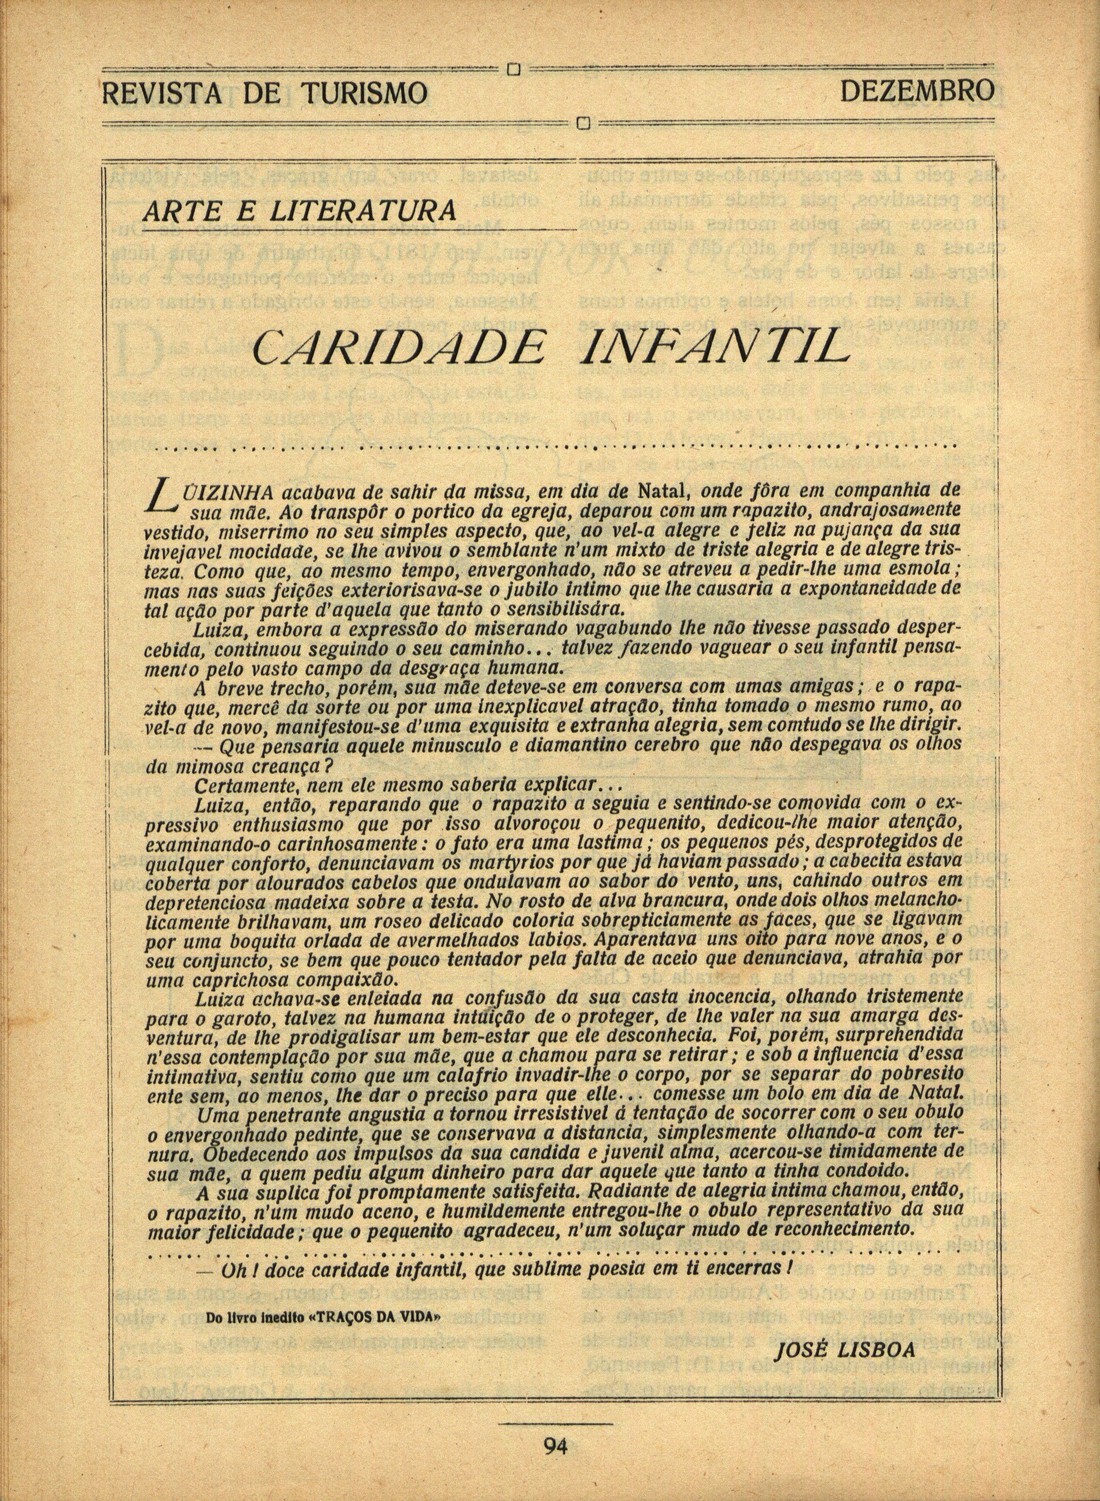 REVISTA DE TURISMO
DEZEMBRO
ARTE E LITERATURA
CARIDADE INFANTIL
LUIZINHA acabava de sahir da missa, em dia de Natal, onde fôra em companhia de
sua mãe. Ao transpôr o portico da egreja, deparou com um rapazito, andrajosamente
vestido, miserrimo no seu simples aspecto, que, ao vel-a alegre e feliz na pujança da sua
invejavel mocidade, se lhe avivou o semblante n'um mixto de triste alegria e de alegre tris-
teza. Como que, ao mesmo tempo, envergonhado, não se atreveu a pedir-lhe uma esmola;
mas nas suas feições exteriorisava-se o jubilo intimo que lhe causaria a expontaneidade de
tal ação por parte d'aquela que tanto o sensibilisára.
Luiza, embora a expressão do miserando vagabundo lhe não tivesse passado desper-
cebida, continuou seguindo o seu caminho... talvez fazendo vaguear o seu infantil pensa-
mento pelo vasto campo da desgraça humana.
A breve trecho, porém, sua mãe deteve-se em conversa com umas amigas; e o rapa-
zito que, mercê da sorte ou por uma inexplicavel atração, tinha tomado o mesmo rumo, ao
vel-a de novo, manifestou-se d'uma exquisita e extranha alegria, sem comtudo se lhe dirigir.
— Que pensaria aquele minusculo e diamantino cerebro que não despegava os olhos
da mimosa creança?
Certamente, nem ele mesmo saberia explicar...
Luiza, então, reparando que o rapazito a seguia e sentindo-se comovida com o ex-
pressivo enthusiasmo que por isso alvoroçou o pequenito, dedicou-lhe maior atenção,
examinando-o carinhosamente: o fato era uma lastima; os pequenos pés, desprotegidos de
qualquer conforto, denunciavam os martyrios por que já haviam passado; a cabecita estava
coberta por alourados cabelos que ondulavam ao sabor do vento, uns, cahindo outros em
depretenciosa madeixa sobre a testa. No rosto de alva brancura, onde dois olhos melancho-
licamente brilhavam, um roseo delicado coloria sobrepticiamente as faces, que se ligavam
por uma boquita orlada de avermelhados labios. Aparentava uns oito para nove anos, e o
seu conjuncto, se bem que pouco tentador pela falta de aceio que denunciava, atrahia por
uma caprichosa compaixão.
Luiza achava-se enleiada na confusão da sua casta inocencia, olhando tristemente
para o garoto, talvez na humana intuição de o proteger, de lhe valer na sua amarga des-
ventura, de lhe prodigalisar um bem-estar que ele desconhecia. Foi, porém, surprehendida
n'essa contemplação por sua mãe, que a chamou para se retirar; e sob a influencia d'essa
intimativa, sentiu como que um calafrio invadir-lhe o corpo, por se separar do pobresito
ente sem, ao menos, lhe dar o preciso para que elle... comesse um bolo em dia de Natal.
Uma penetrante angustia a tornou irresistivel á tentação de socorrer com o seu obulo
o envergonhado pedinte, que se conservava a distancia, simplesmente olhando-a com ter-
nura. Obedecendo aos impulsos da sua candida e juvenil alma, acercou-se timidamente de
sua mãe, a quem pediu algum dinheiro para dar aquele que tanto a tinha condoido.
A sua suplica foi promptamente satisfeita. Radiante de alegria intima chamou, então,
o rapazito, n'um mudo aceno, e humildemente entregou-lhe o obulo representativo da sua
maior felicidade; que o pequenito agradeceu, n'um soluçar mudo de reconhecimento.
— Oh! doce caridade infantil, que sublime poesia em ti encerras!
Do livro inedito «TRAÇOS DA VIDA»
JOSÉ LISBOA
94